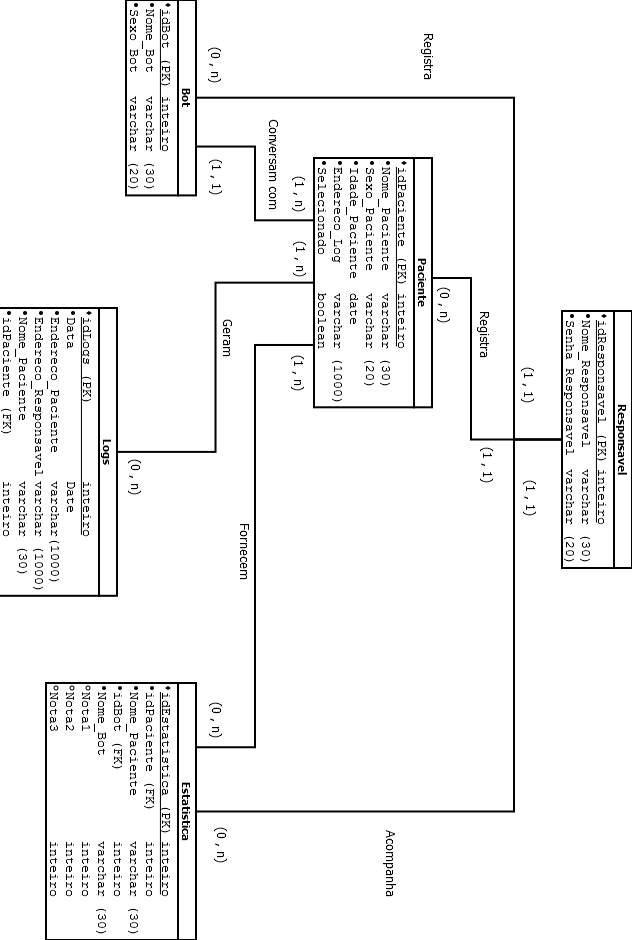 Responsavel
idResponsavel (PK) inteiro
Nome_Responsavel varchar (30)
Senha_Responsavel varchar (20)
(1 , 1)
(1 , 1)
(1 , 1)
Registra
Registra
Acompanha
(0 , n)
Paciente
idPaciente (PK) inteiro
Nome_Paciente varchar (30)
Sexo_Paciente varchar (20)
Idade_Paciente date
Endereco_Log varchar (1000)
Selecionado boolean
(1 , n)
(1 , n)
(1 , n)
Conversam com
Geram
Fornecem
(0 , n)
(1 , 1)
(0 , n)
(0 , n)
Bot
idBot (PK) inteiro
Nome_Bot varchar (30)
Sexo_Bot varchar (20)
Estatistica
idEstatistica (PK) inteiro
idPaciente (FK) inteiro
Nome_Paciente varchar (30)
idBot (FK) inteiro
Nome_Bot varchar (30)
Nota1 inteiro
Nota2 inteiro
Nota3 inteiro
(0 , n)
Logs
idLogs (PK) inteiro
Data Date
Endereco_Paciente varchar(1000)
Endereco_Responsavel varchar (1000)
Nome_Paciente varchar (30)
idPaciente (FK) inteiro